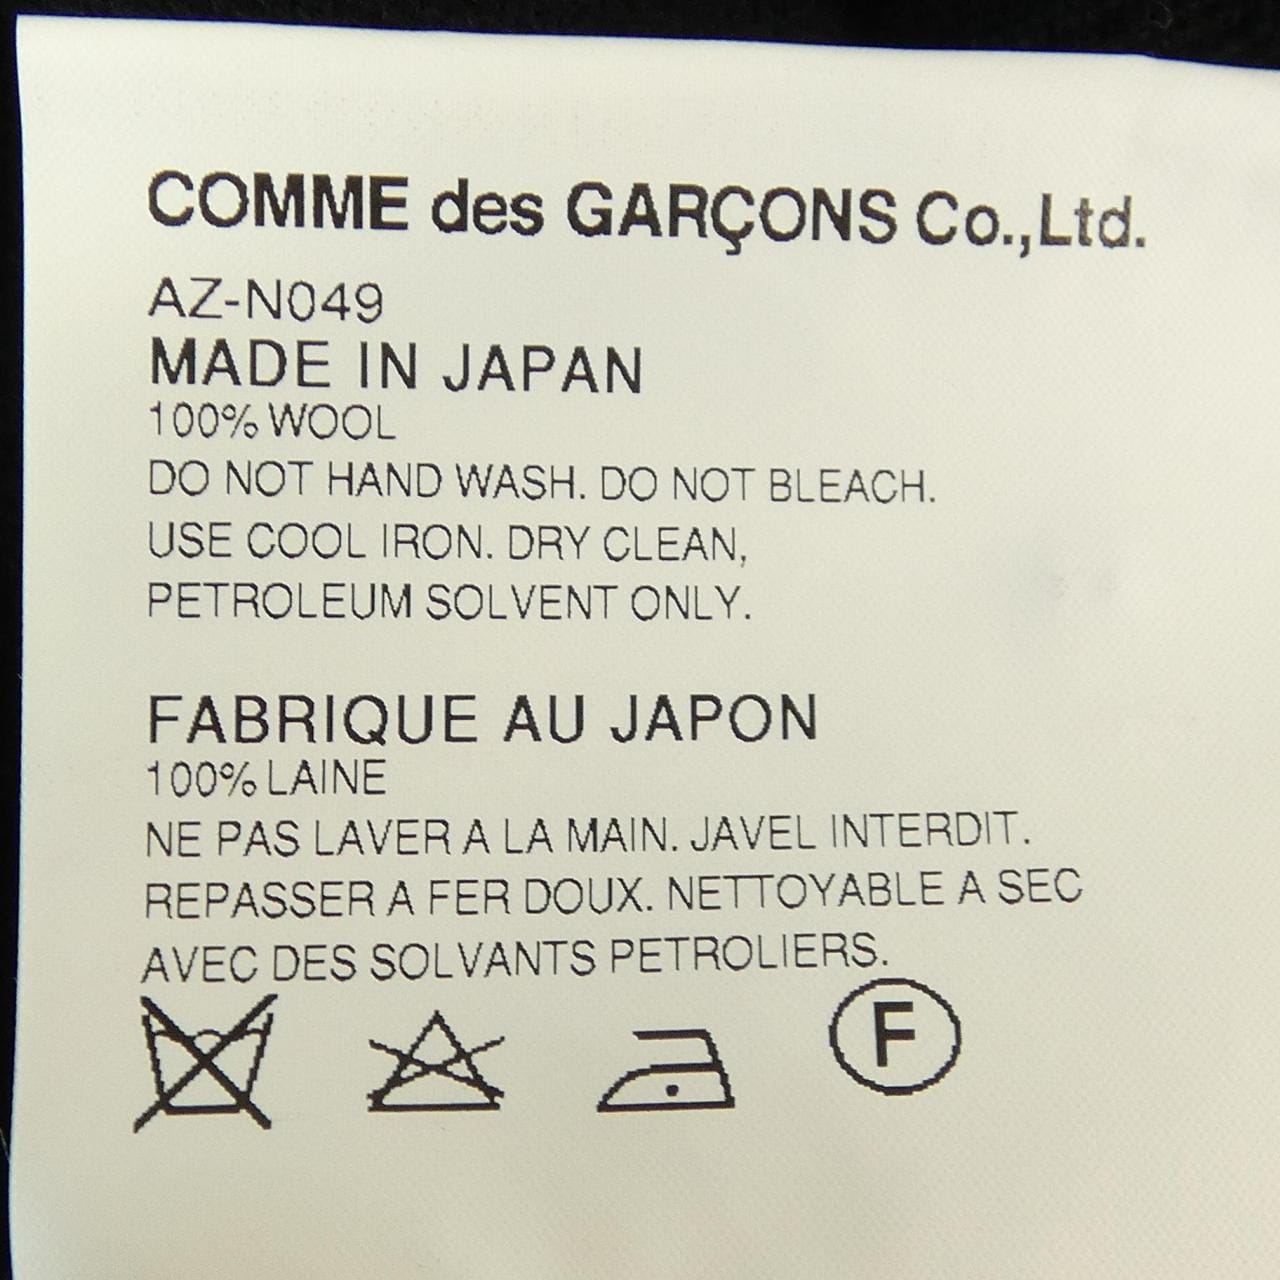 COMME des GARÇONS Co.,Ltd.
AZ-N049
MADE IN JAPAN
100% WOOL
DO NOT HAND WASH. DO NOT BLEACH.
USE COOL IRON. DRY CLEAN,
PETROLEUM SOLVENT ONLY.
FABRIQUE AU JAPON
100% LAINE
NE PAS LAVER A LA MAIN. JAVEL INTERDIT.
REPASSER A FER DOUX. NETTOYABLE A SEC
AVEC DES SOLVANTS PETROLIERS.
F